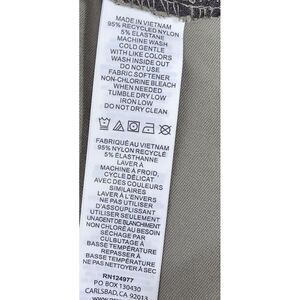 MADE IN VIETNAM
95% RECYCLED NYLON
5% ELASTANE
MACHINE WASH
COLD GENTLE
WITH LIKE COLORS
WASH INSIDE OUT
DO NOT USE
FABRIC SOFTENER
NON-CHLORINE BLEACH
WHEN NEEDED
TUMBLE DRY LOW
IRON LOW
DO NOT DRY CLEAN
FABRIQUÉ AU VIETNAM
95% NYLON RECYCLÉ
5% ÉLASTHANNE
LAVER À
MACHINE À FROID,
CYCLE DÉLICAT
AVEC DES COULEURS
SIMILAIRES
LAVER À L'ENVERS
NE PAS UTILISER
D'ADOUCISSANT
UTILISER SEULEMENT
UN AGENT DE BLANCHIMENT
NON CHLORÉ AU BESOIN
SÉCHAGE PAR
CULBUTAGE À
BASSE TEMPÉRATURE
REPASSER À
BASSE TEMPÉRATURE
NE PAS NETTOYER À SEC
RN124977
PO BOX 130430
CARLSBAD, CA 92013